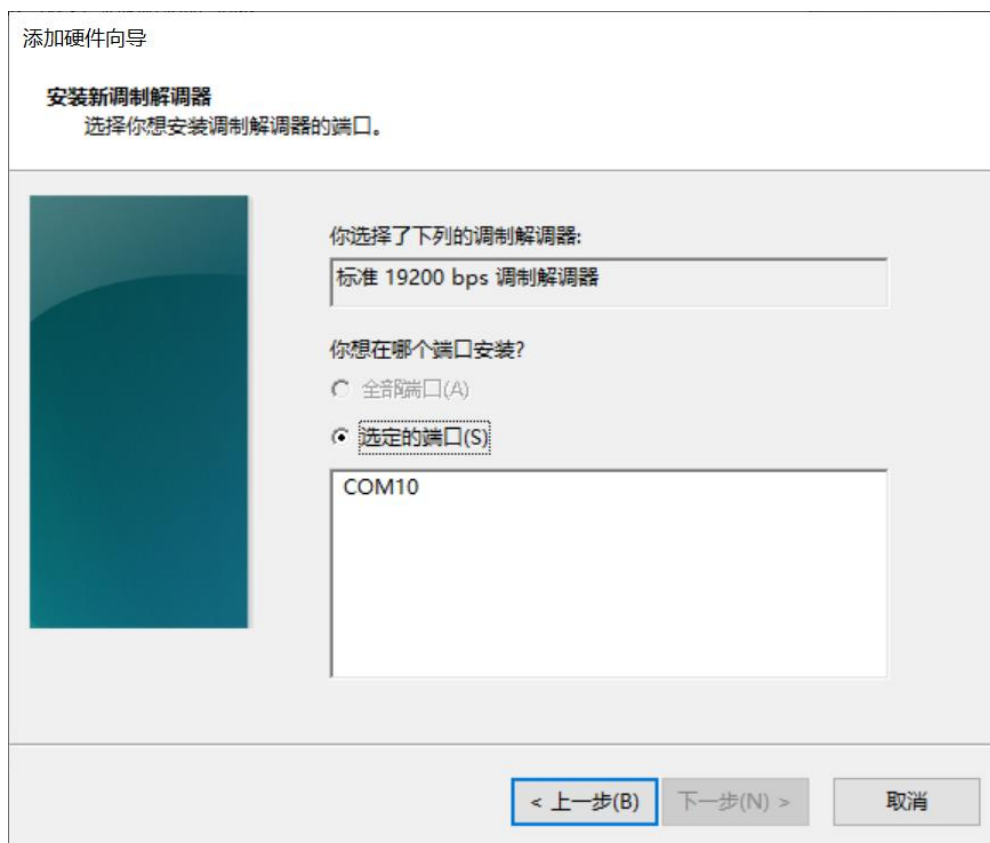 添加硬件向导
安装新调制解调器
选择你想安装调制解调器的端口。
你选择了下列的调制解调器:
标准 19200 bps 调制解调器
你想在哪个端口安装?
全部端口(A)
选定的端口(S)
COM10
< 上一步(B) 下一步(N) > 取消